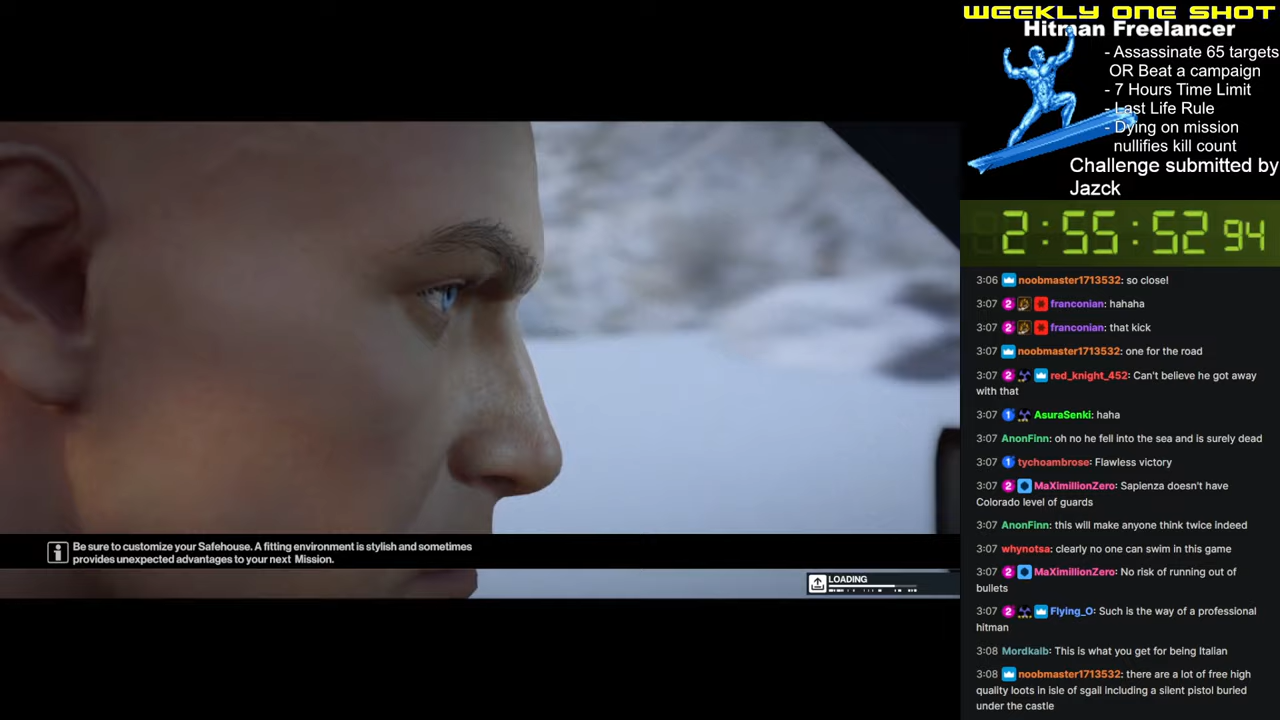 WEEKLY ONE SHOT
Hitman Freelancer
- Assassinate 65 targets
OR Beat a campaign
- 7 Hours Time Limit
- Last Life Rule
- Dying on mission
nullifies kill count
Challenge submitted by
Jazck
2:55:52 94
3:06 noobmaster1713532: so close!
3:07 2 franconian: hahaha
3:07 2 franconian: that kick
3:07 noobmaster1713532: one for the road
3:07 2 red_knight_452: Can't believe he got away
with that
3:07 1 AsuraSenki: haha
3:07 AnonFinn: oh no he fell into the sea and is surely dead
3:07 1 tychoambrose: Flawless victory
3:07 2 MaXimillionZero: Sapienza doesn't have
Colorado level of guards
3:07 AnonFinn: this will make anyone think twice indeed
3:07 whynotsa: clearly no one can swim in this game
3:07 2 MaXimillionZero: No risk of running out of
bullets
3:07 2 Flying_O: Such is the way of a professional
hitman
3:08 Mordkalb: This is what you get for being Italian
3:08 noobmaster1713532: there are a lot of free high
quality loots in isle of sgail including a silent pistol buried
under the castle
Be sure to customize your Safehouse. A fitting environment is stylish and sometimes
provides unexpected advantages to your next Mission.
LOADING